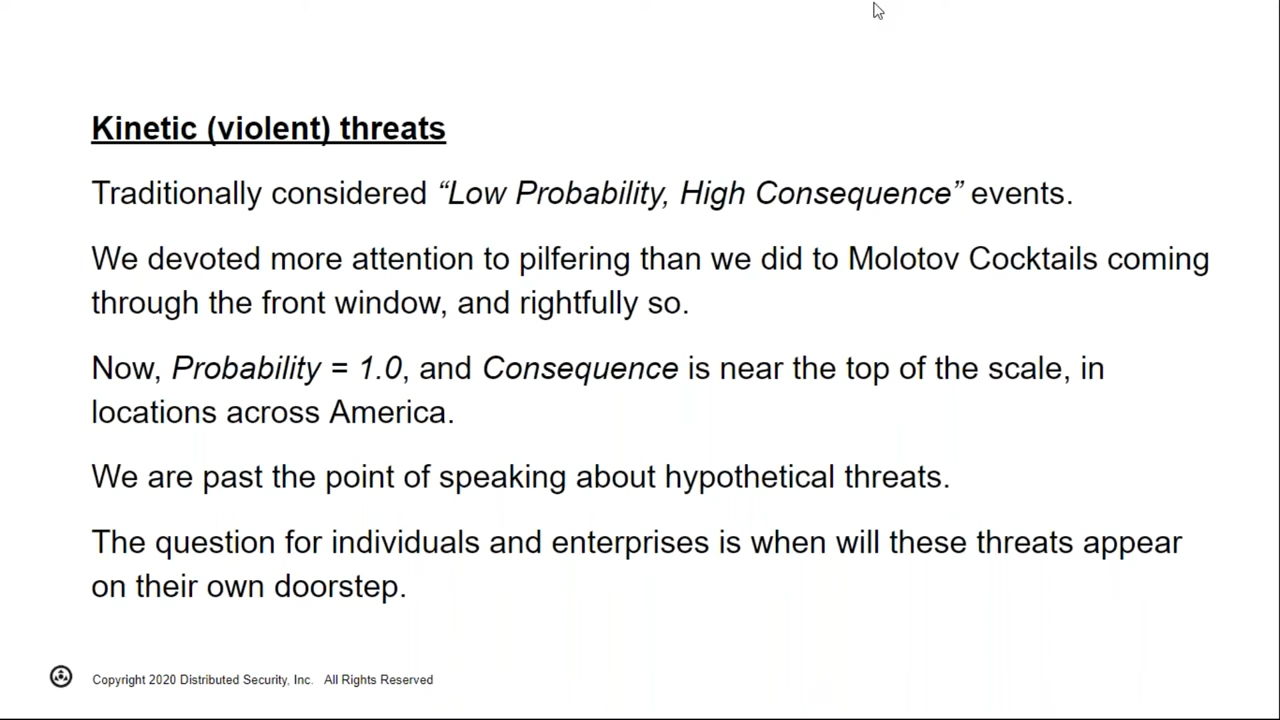 Kinetic (violent) threats
Traditionally considered “Low Probability, High Consequence” events.
We devoted more attention to pilfering than we did to Molotov Cocktails coming
through the front window, and rightfully so.
Now, Probability = 1.0, and Consequence is near the top of the scale, in
locations across America.
We are past the point of speaking about hypothetical threats.
The question for individuals and enterprises is when will these threats appear
on their own doorstep.
Copyright 2020 Distributed Security, Inc. All Rights Reserved